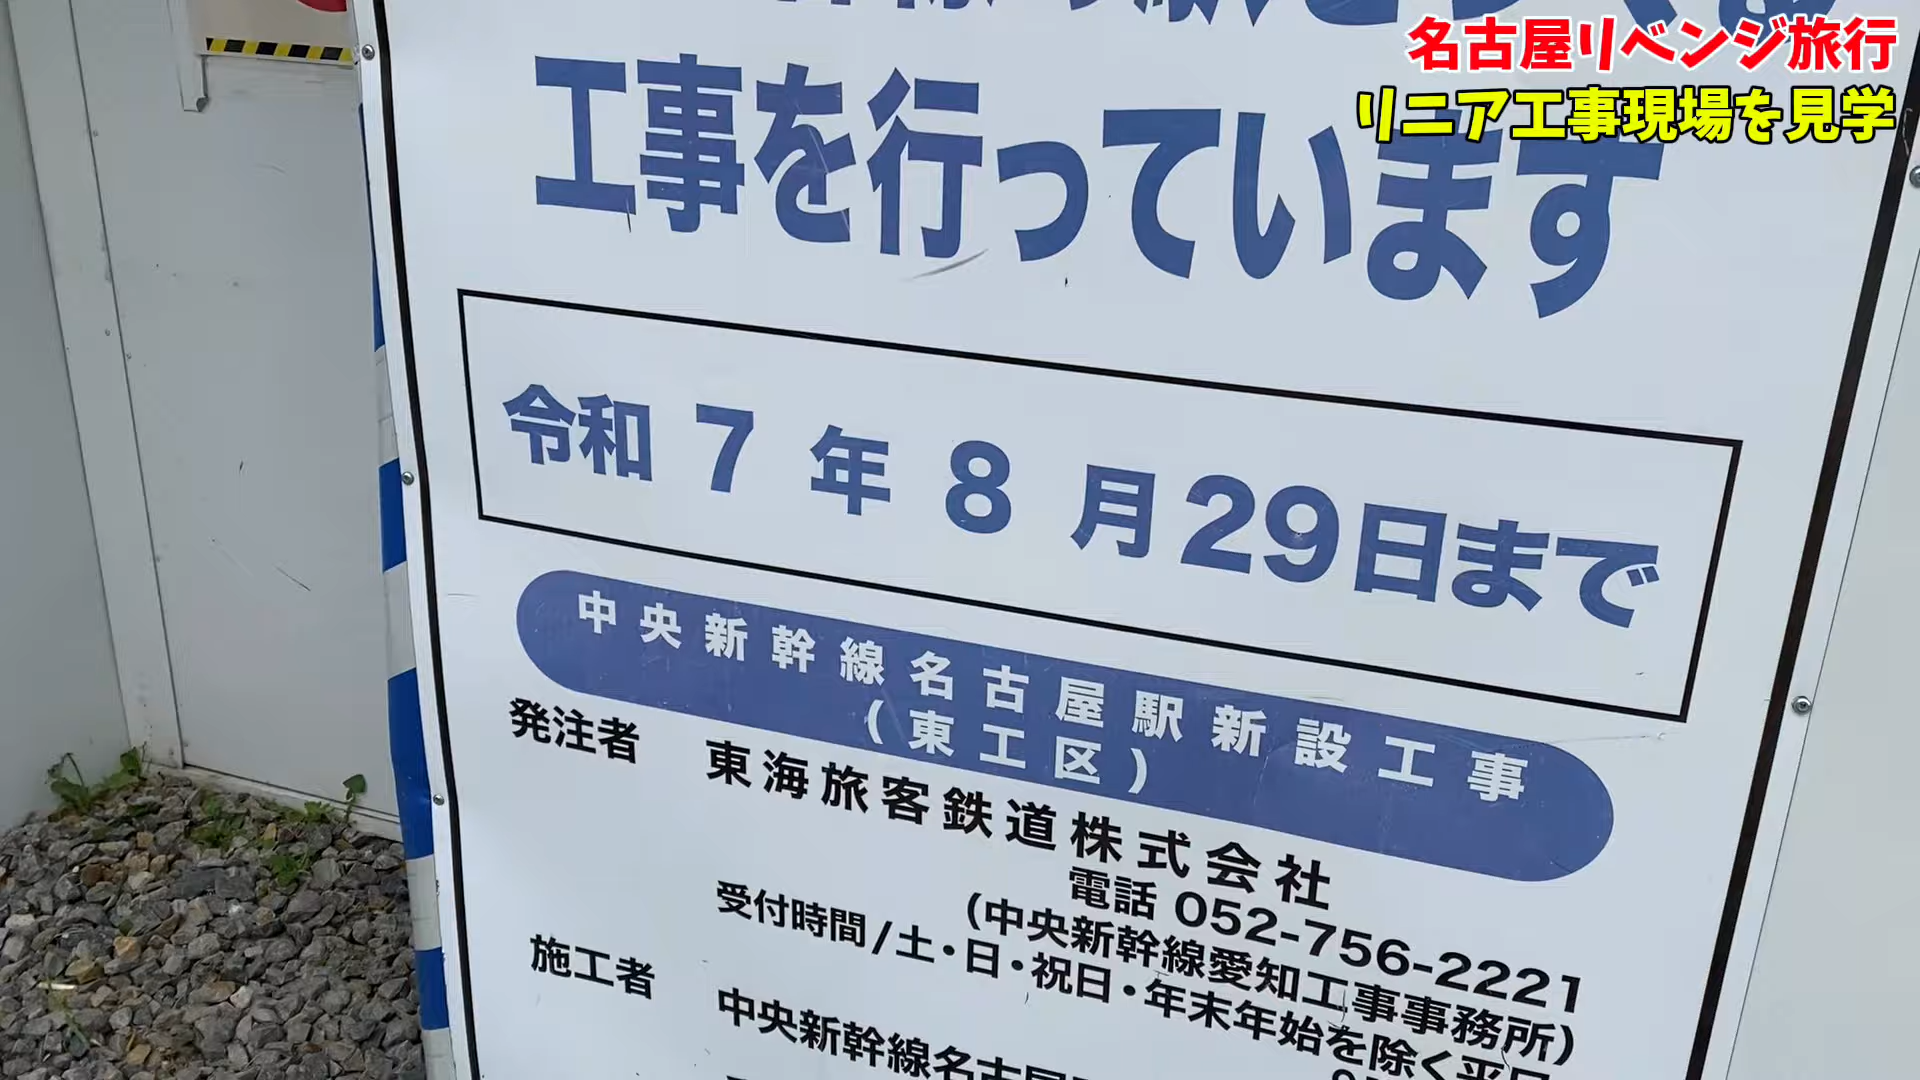 名古屋リベンジ旅行
リニア工事現場を見学
工事を行っています
令和 7 年 8 月 29日まで
中央新幹線名古屋駅新設工事
(東工区)
発注者 東海旅客鉄道株式会社
電話 052-756-2221
(中央新幹線愛知工事事務所)
受付時間/土・日・祝日・年末年始を除く平日
施工者 中央新幹線名古屋